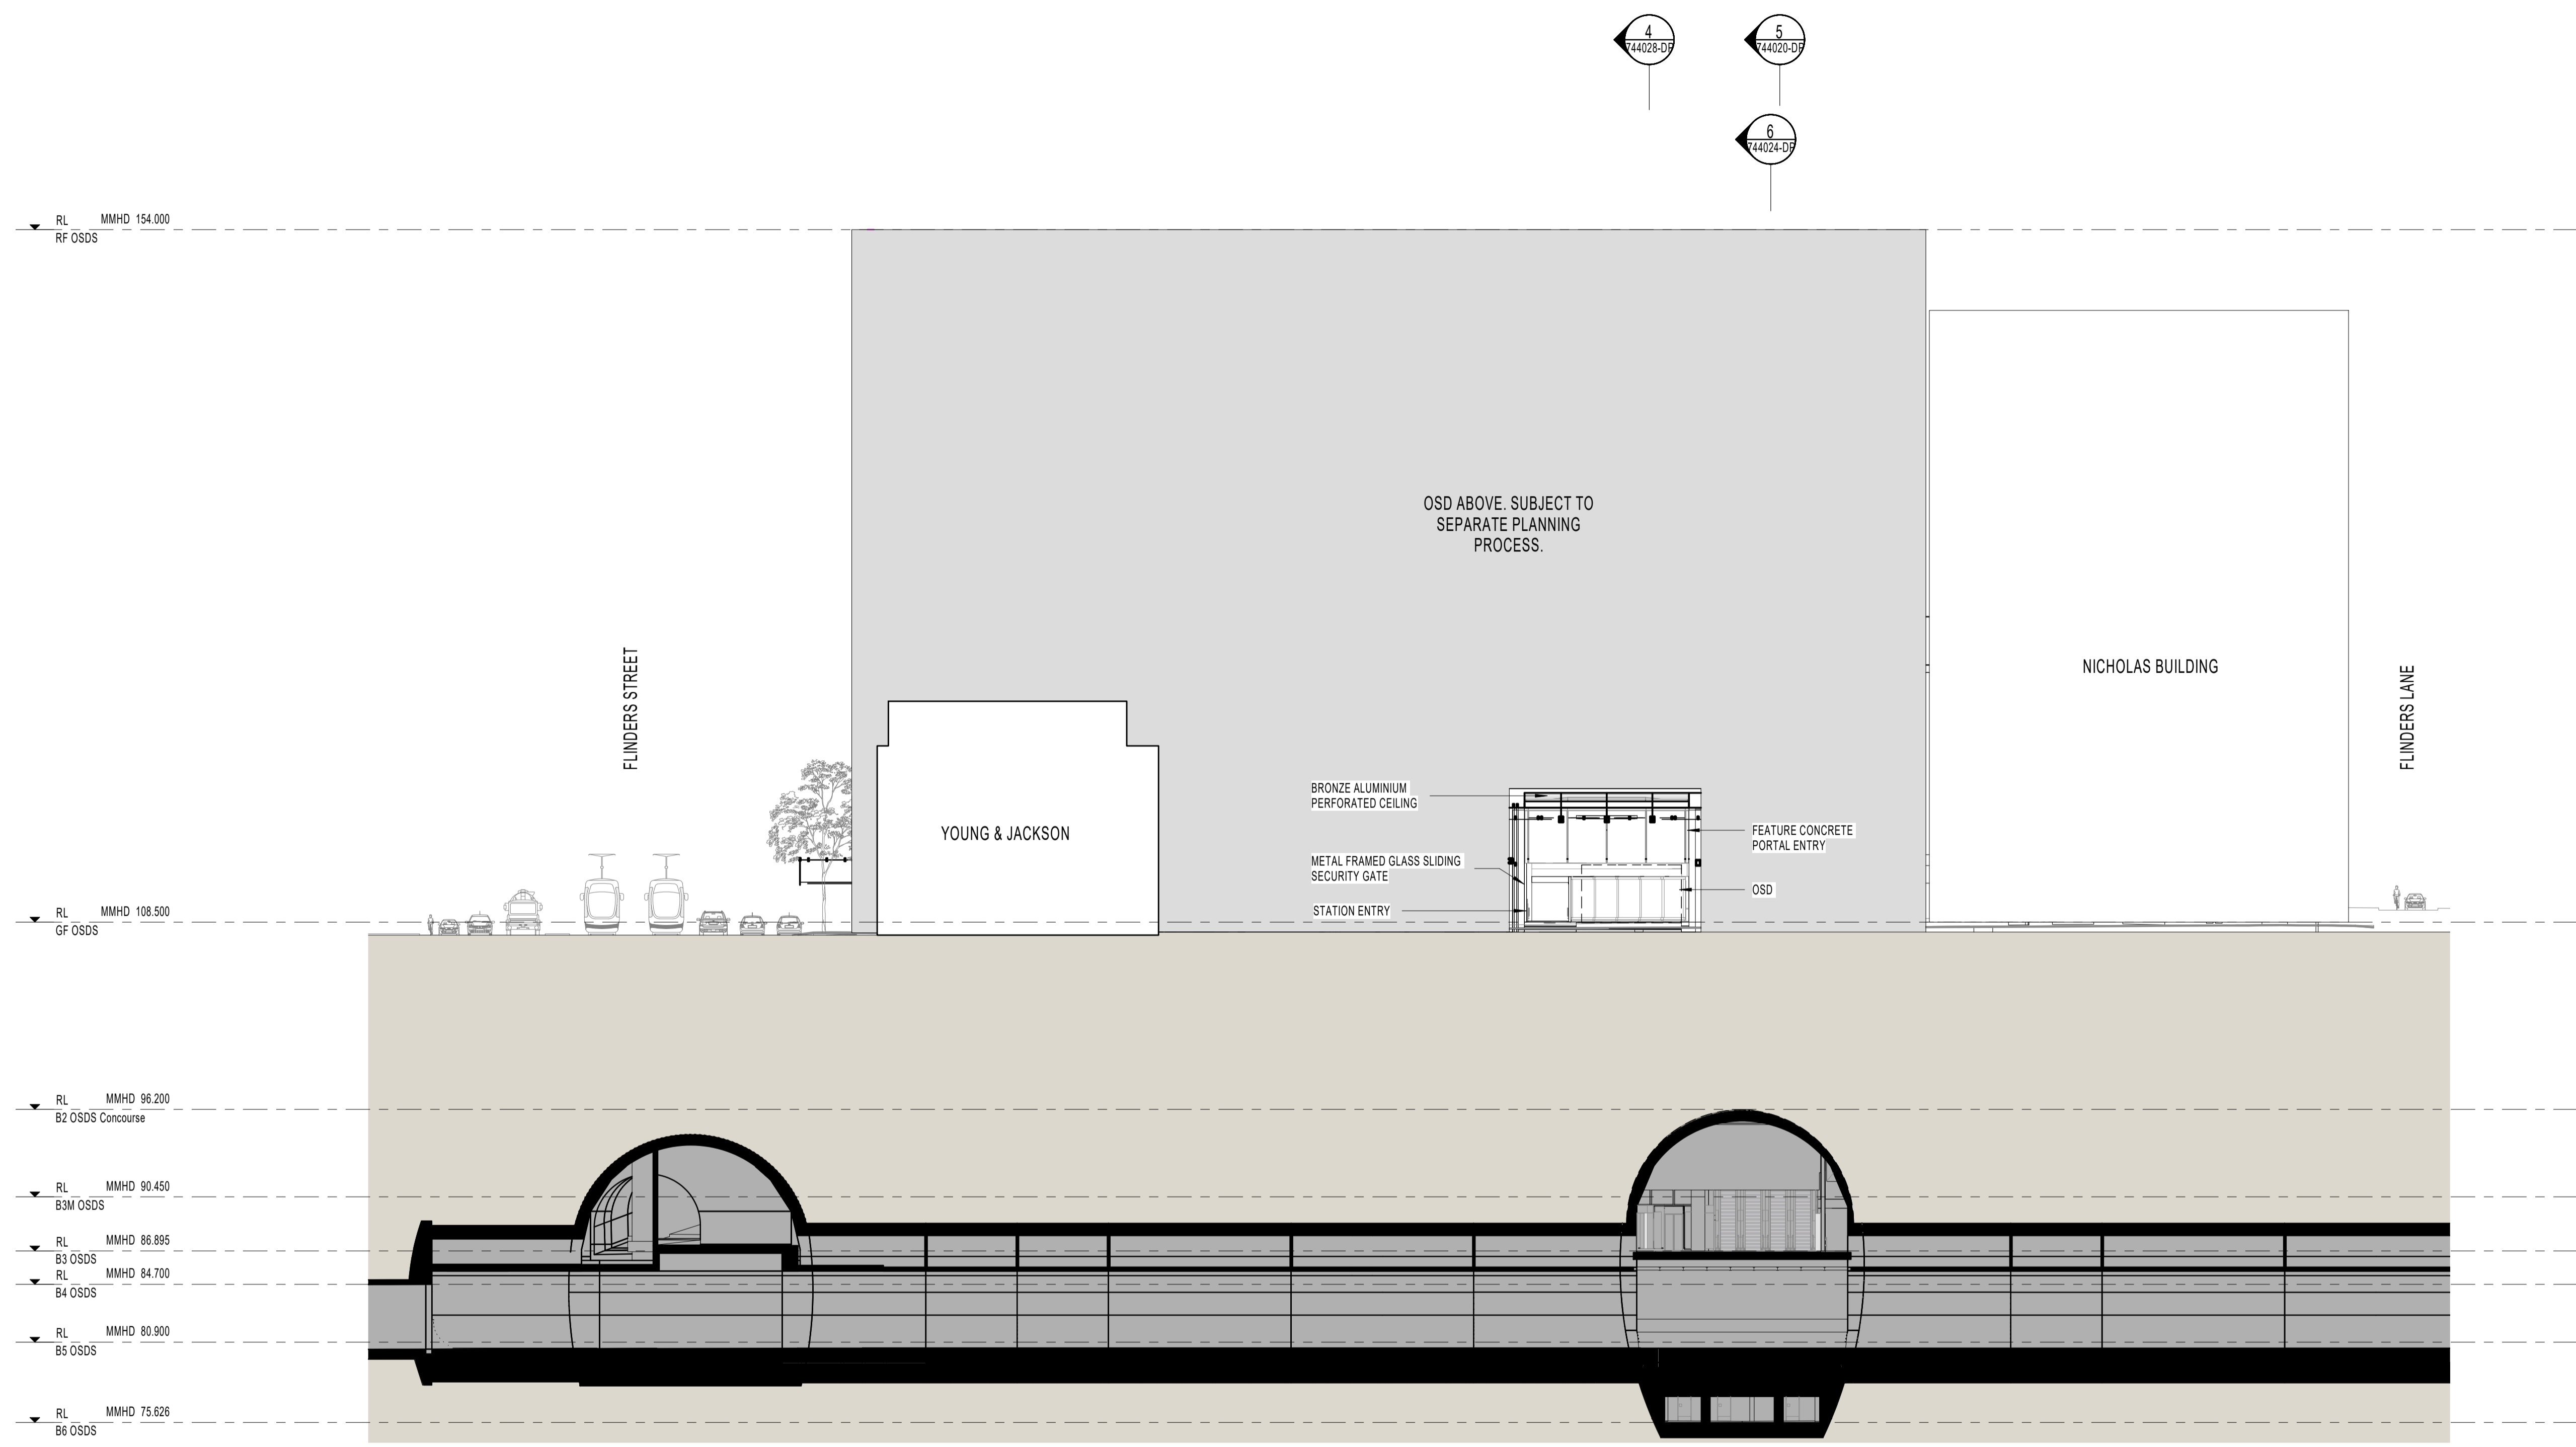 4
744028-DP
5
744020-DP
6
744024-DP
RL MMHD 154.000
RF OSDS
OSD ABOVE. SUBJECT TO
SEPARATE PLANNING
PROCESS.
FLINDERS STREET
NICHOLAS BUILDING
FLINDERS LANE
YOUNG & JACKSON
BRONZE ALUMINIUM
PERFORATED CEILING
FEATURE CONCRETE
PORTAL ENTRY
METAL FRAMED GLASS SLIDING
SECURITY GATE
OSD
STATION ENTRY
RL MMHD 108.500
GF OSDS
RL MMHD 96.200
B2 OSDS Concourse
RL MMHD 90.450
B3M OSDS
RL MMHD 86.895
B3 OSDS
RL MMHD 84.700
B4 OSDS
RL MMHD 80.900
B5 OSDS
RL MMHD 75.626
B6 OSDS